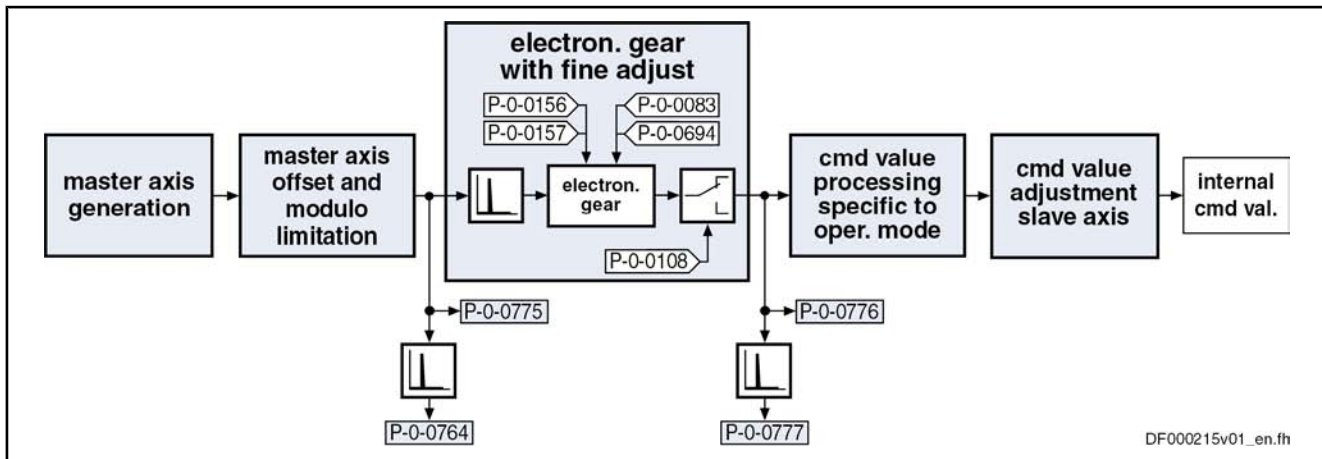 electron. gear
with fine adjust
P-0-0156
P-0-0083
P-0-0157
P-0-0694
master axis
generation
master axis
offset and
modulo
limitation
electron.
gear
cmd value
processing
specific to
oper. mode
cmd value
adjustment
slave axis
internal
cmd val.
P-0-0108
P-0-0775
P-0-0776
P-0-0764
P-0-0777
DF000215v01_en.fh